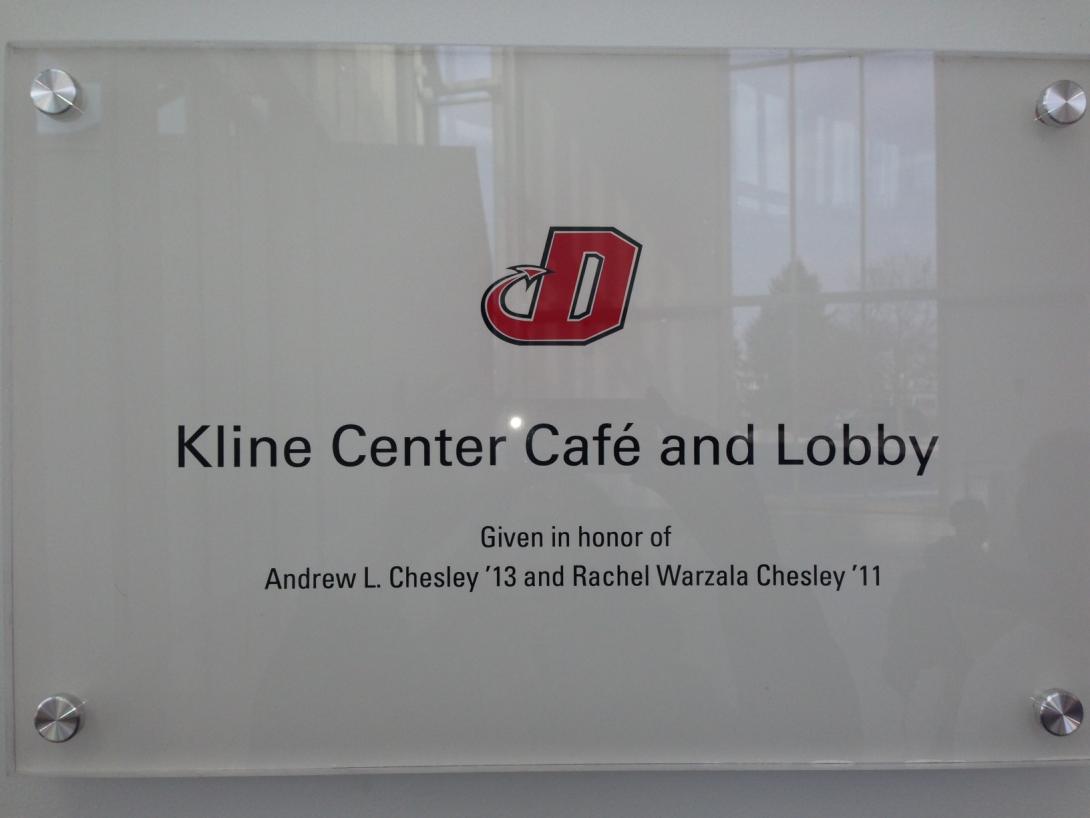 D
Kline Center Café and Lobby
Given in honor of
Andrew L. Chesley ’13 and Rachel Warzala Chesley ’11